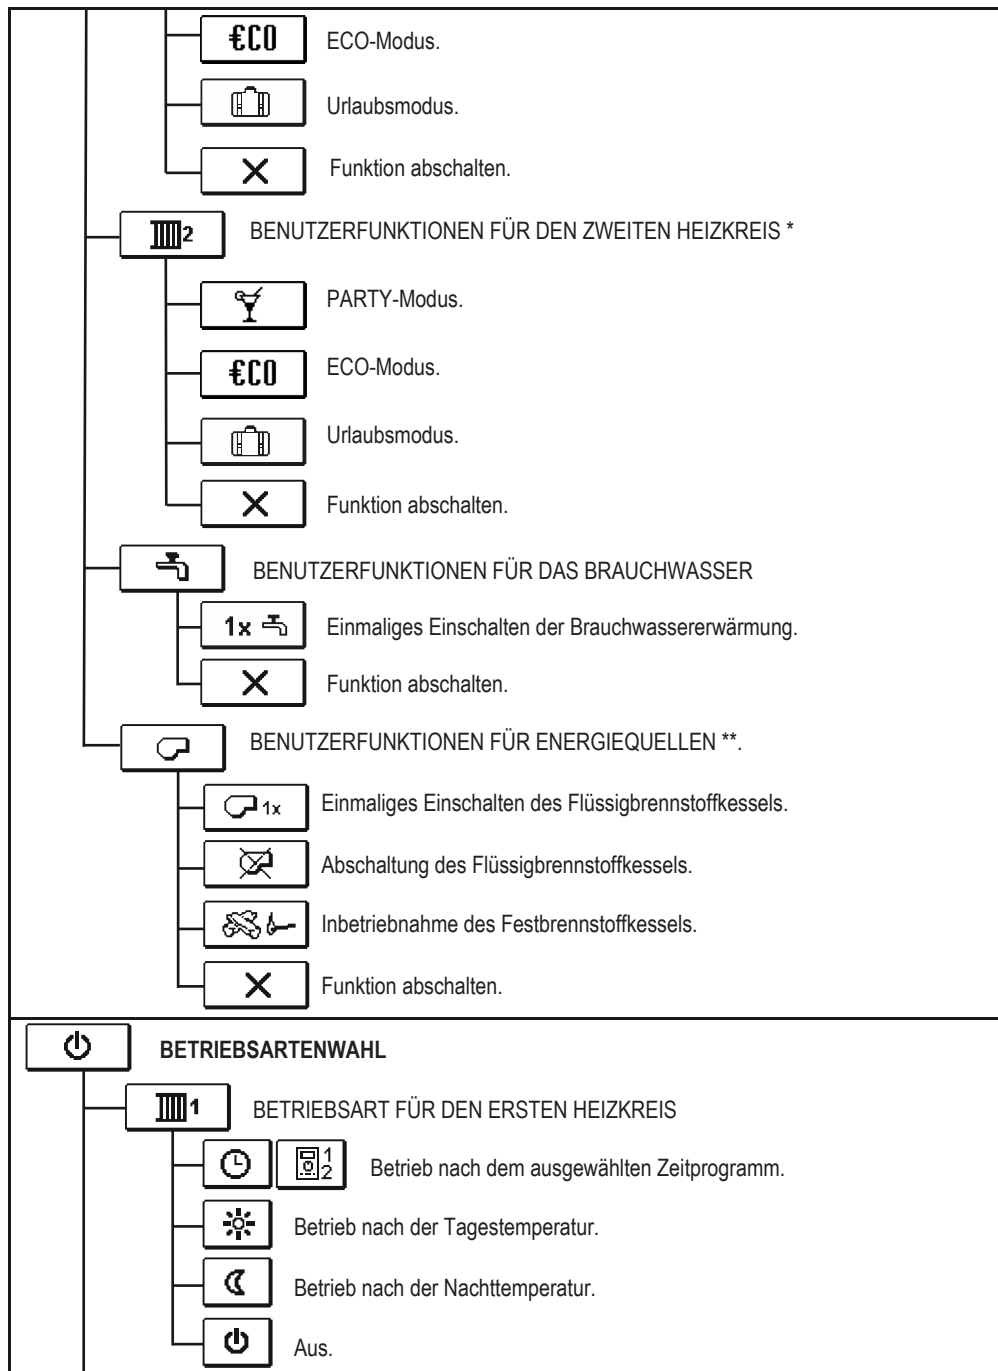 €CO ECO-Modus.
Urlaubsmodus.
Funktion abschalten.
2 BENUTZERFUNKTIONEN FÜR DEN ZWEITEN HEIZKREIS *
PARTY-Modus.
€CO ECO-Modus.
Urlaubsmodus.
Funktion abschalten.
BENUTZERFUNKTIONEN FÜR DAS BRAUCHWASSER
1x Einmaliges Einschalten der Brauchwassererwärmung.
Funktion abschalten.
BENUTZERFUNKTIONEN FÜR ENERGIEQUELLEN **.
1x Einmaliges Einschalten des Flüssigbrennstoffkessels.
Abschaltung des Flüssigbrennstoffkessels.
Inbetriebnahme des Festbrennstoffkessels.
Funktion abschalten.
BETRIEBSARTENWAHL
1 BETRIEBSART FÜR DEN ERSTEN HEIZKREIS
1 2 Betrieb nach dem ausgewählten Zeitprogramm.
Betrieb nach der Tagestemperatur.
Betrieb nach der Nachttemperatur.
Aus.